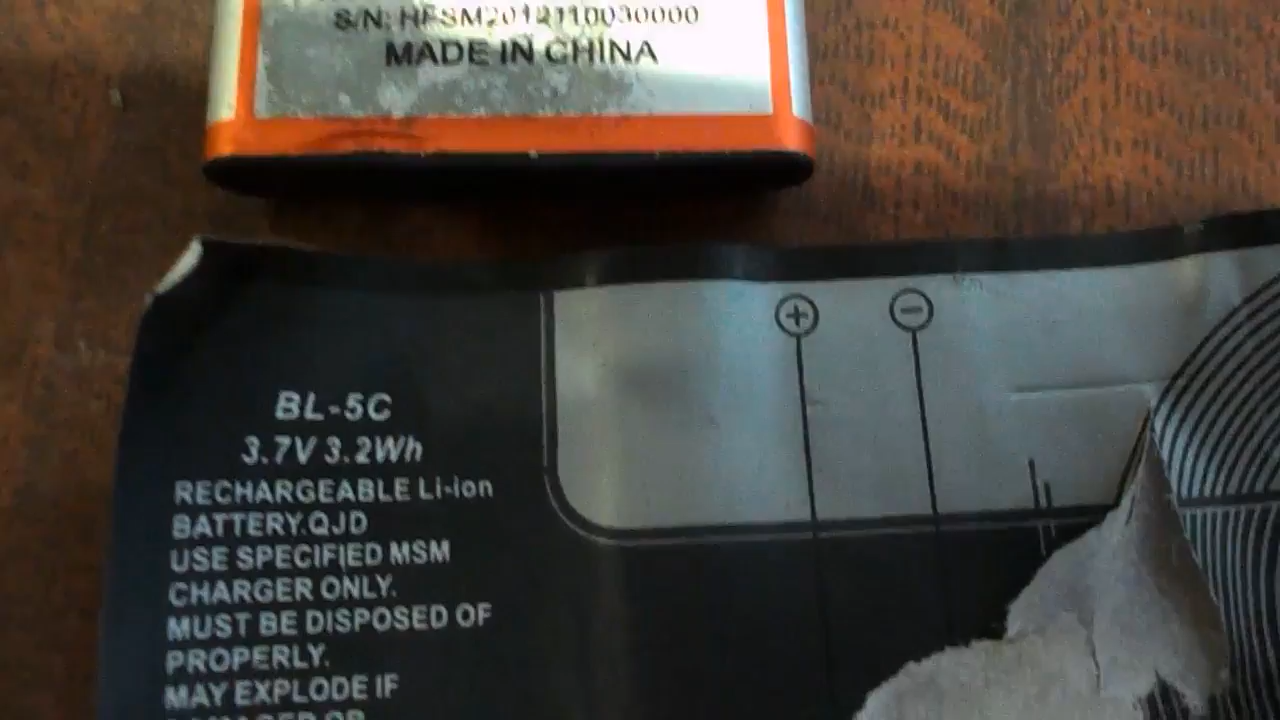 S/N: HFSM2012110030000
MADE IN CHINA
+ −
BL-5C
3.7V 3.2Wh
RECHARGEABLE Li-ion
BATTERY.QJD
USE SPECIFIED MSM
CHARGER ONLY.
MUST BE DISPOSED OF
PROPERLY.
MAY EXPLODE IF